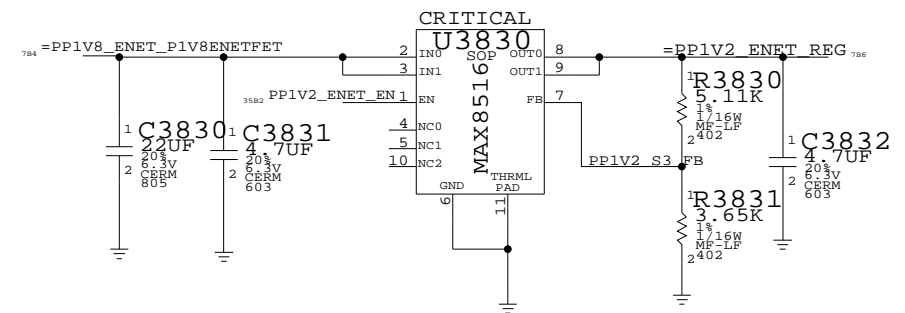 CRITICAL
U3830
SOP
MAX8516
7B4 =PP1V8_ENET_P1V8ENETFET
2 IN0
3 IN1
35B2 PP1V2_ENET_EN 1 EN
4 NC0
5 NC1
10 NC2
OUT0 8
OUT1 9
FB 7
GND
6
THRML
PAD
11
=PP1V2_ENET_REG 7B6
PP1V2_S3_FB
1
C3830
22UF
20%
6.3V
2 CERM
805
1
C3831
4.7UF
20%
6.3V
2 CERM
603
1
R3830
5.11K
1%
1/16W
MF-LF
2 402
1
R3831
3.65K
1%
1/16W
MF-LF
2 402
1
C3832
4.7UF
20%
6.3V
2 CERM
603